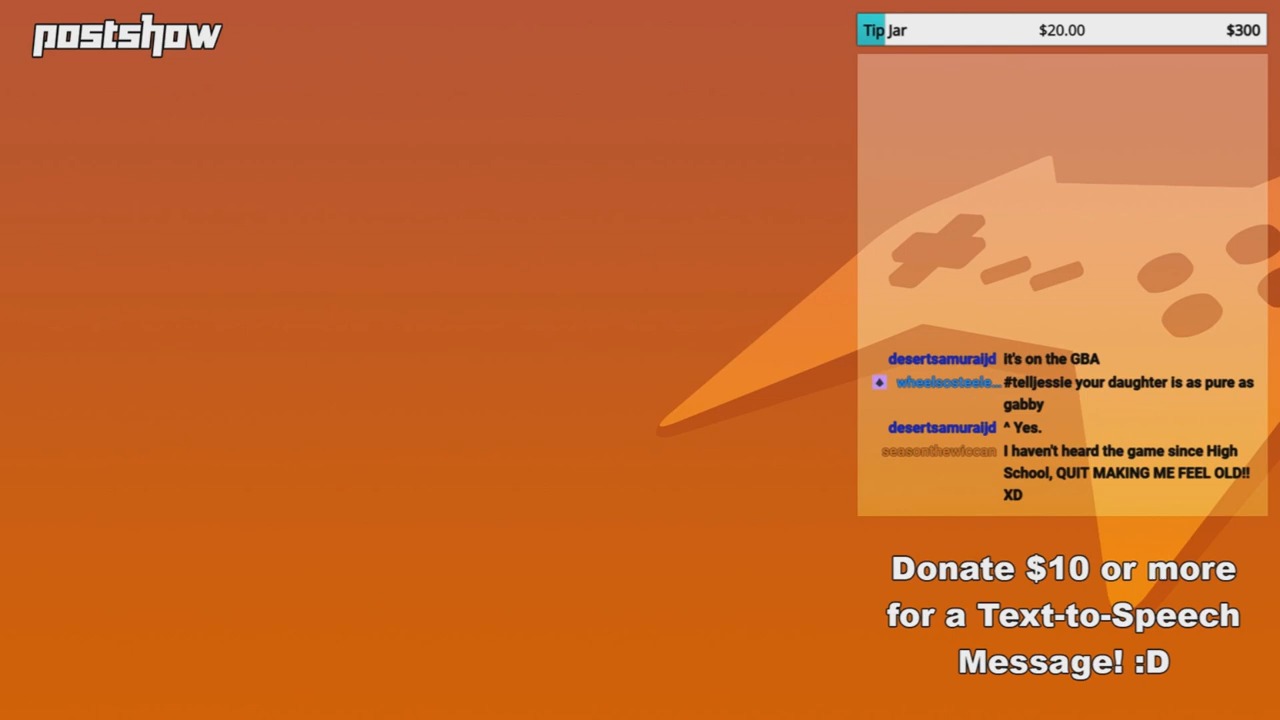 postshow
Tip Jar $20.00 $300
desertsamuraijd it's on the GBA
wheelsosteele... #telljessie your daughter is as pure as
gabby
desertsamuraijd ^ Yes.
seasonthewiccan I haven't heard the game since High
School, QUIT MAKING ME FEEL OLD!!
XD
Donate $10 or more
for a Text-to-Speech
Message! :D